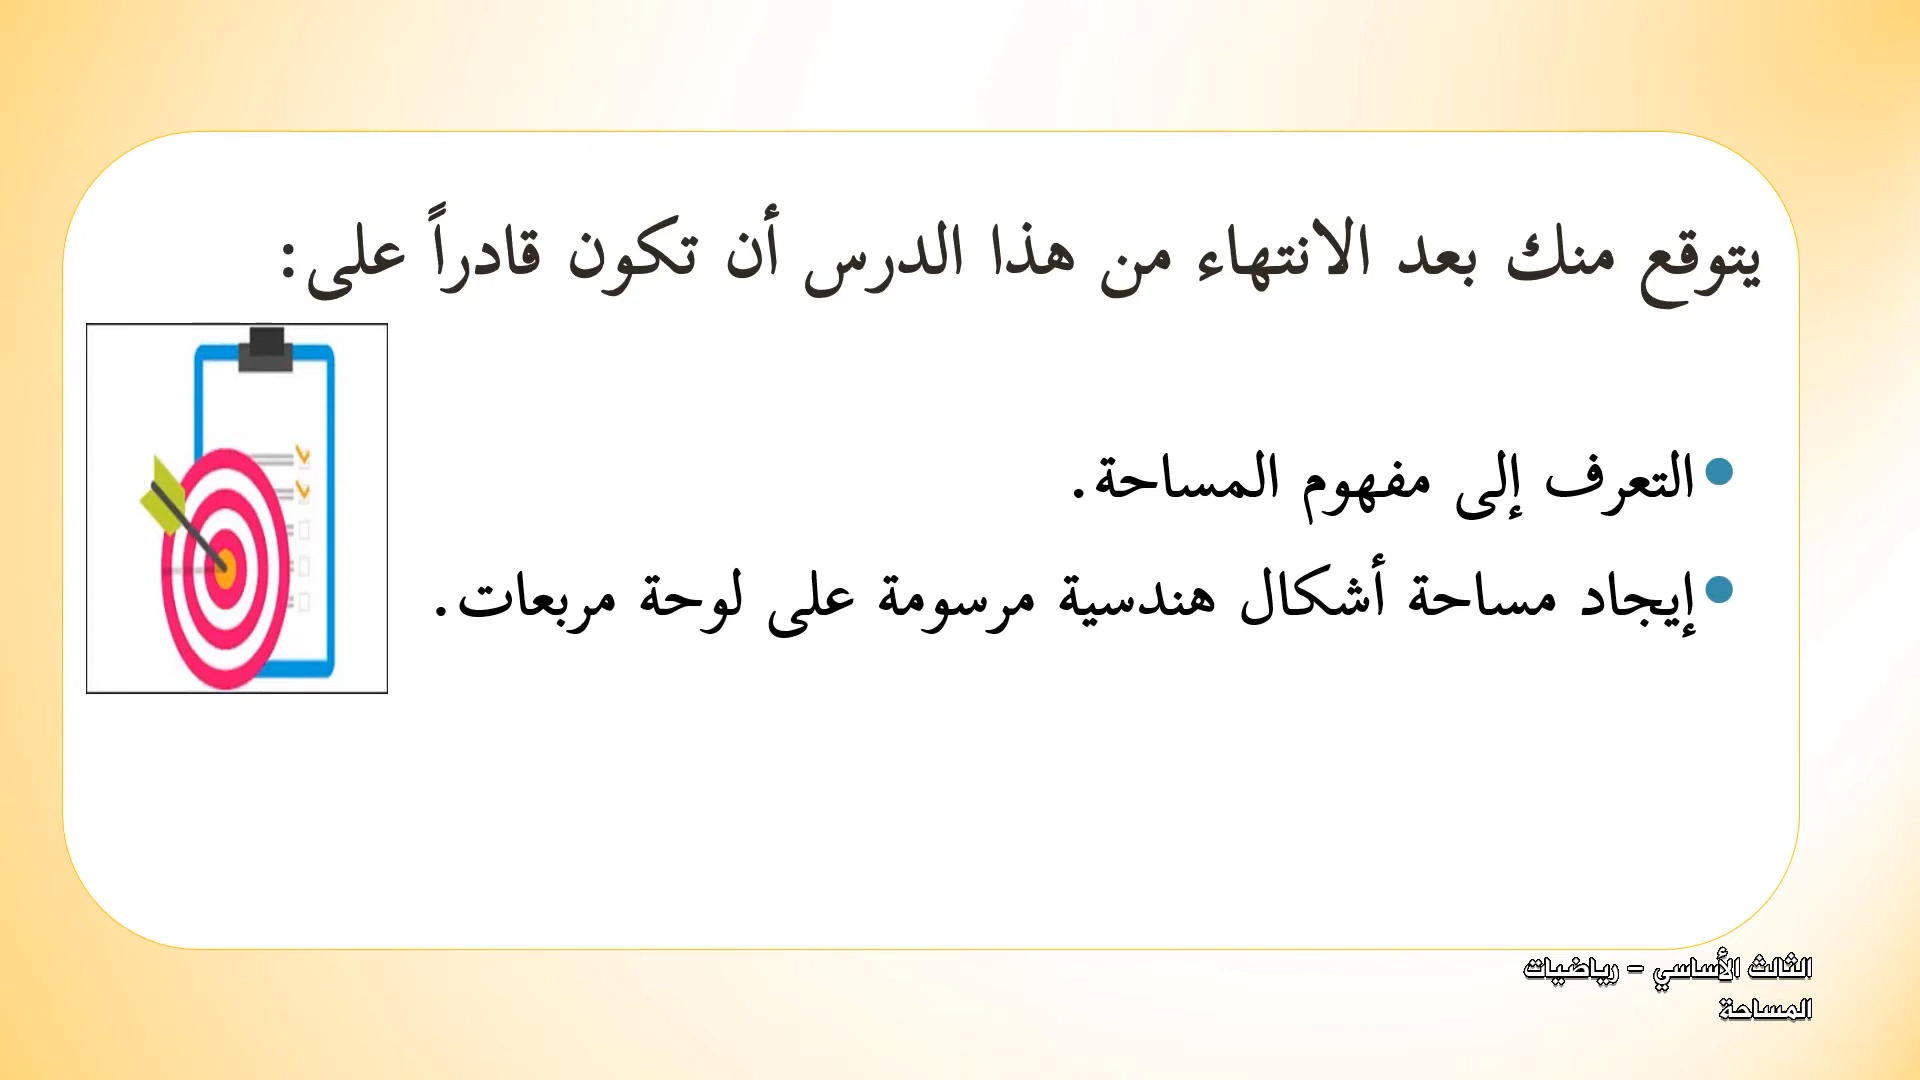 يتوقع منك بعد الانتهاء من هذا الدرس أن تكون قادراً على:
•التعرف إلى مفهوم المساحة.
•إيجاد مساحة أشكال هندسية مرسومة على لوحة مربعات.
الثالث الأساسي - رياضيات
المساحة